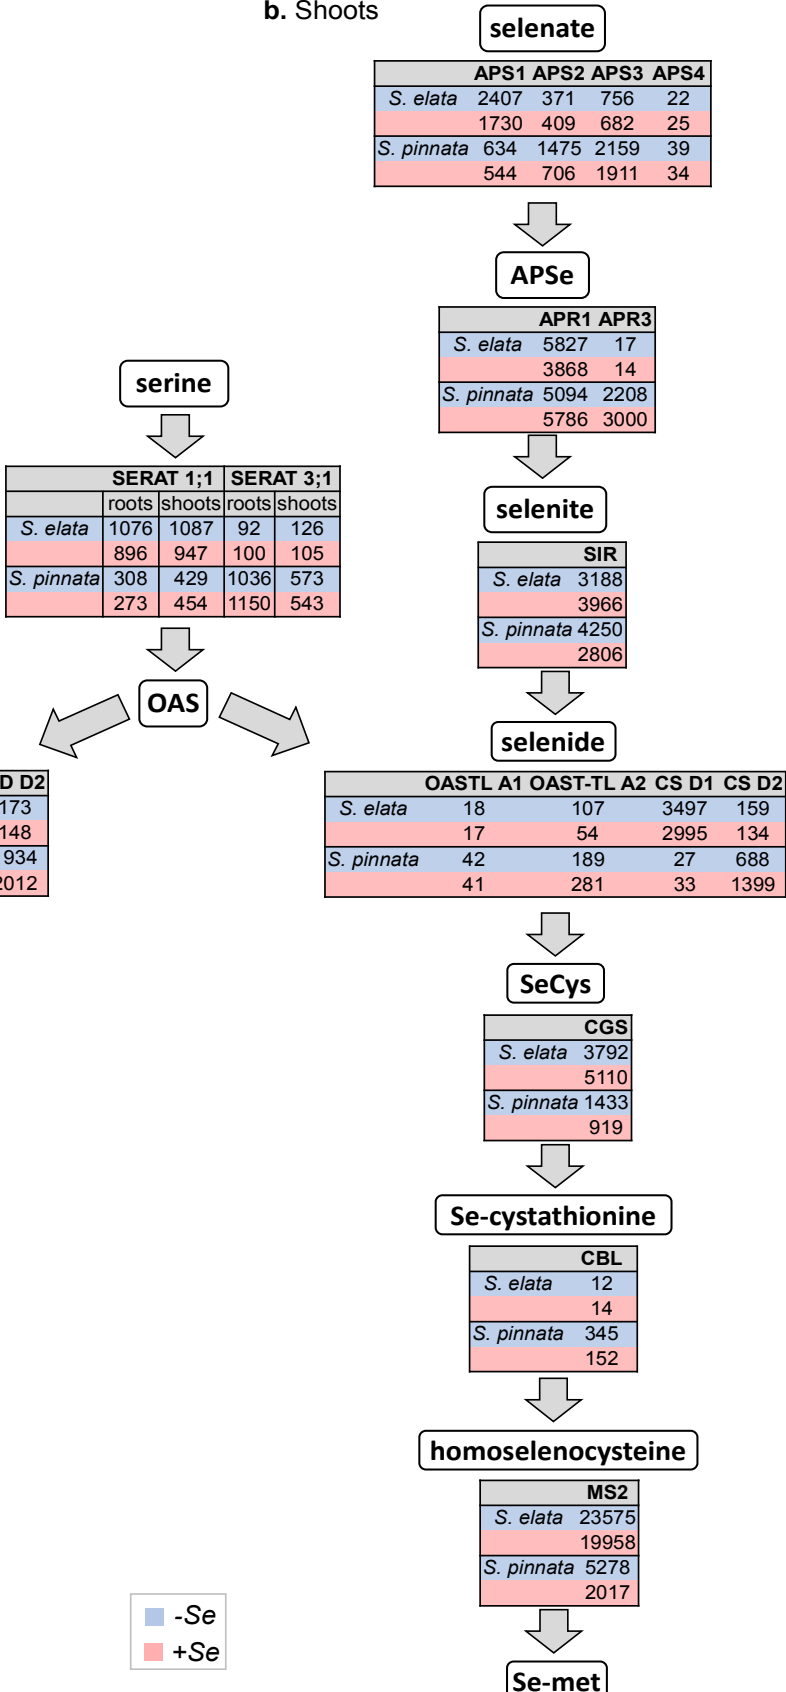 b. Shoots
selenate
APS1 APS2 APS3 APS4
S. elata 2407 371 756 22
1730 409 682 25
S. pinnata 634 1475 2159 39
544 706 1911 34
APSe
APR1 APR3
S. elata 5827 17
3868 14
S. pinnata 5094 2208
5786 3000
serine
SERAT 1;1 SERAT 3;1
roots shoots roots shoots
S. elata 1076 1087 92 126
896 947 100 105
S. pinnata 308 429 1036 573
273 454 1150 543
OAS
selenite
SIR
S. elata 3188
3966
S. pinnata 4250
2806
selenide
D D2
173
148
934
2012
OASTL A1 OAST-TL A2 CS D1 CS D2
S. elata 18 107 3497 159
17 54 2995 134
S. pinnata 42 189 27 688
41 281 33 1399
SeCys
CGS
S. elata 3792
5110
S. pinnata 1433
919
Se-cystathionine
CBL
S. elata 12
14
S. pinnata 345
152
homoselenocysteine
MS2
S. elata 23575
19958
S. pinnata 5278
2017
-Se
+Se
Se-met